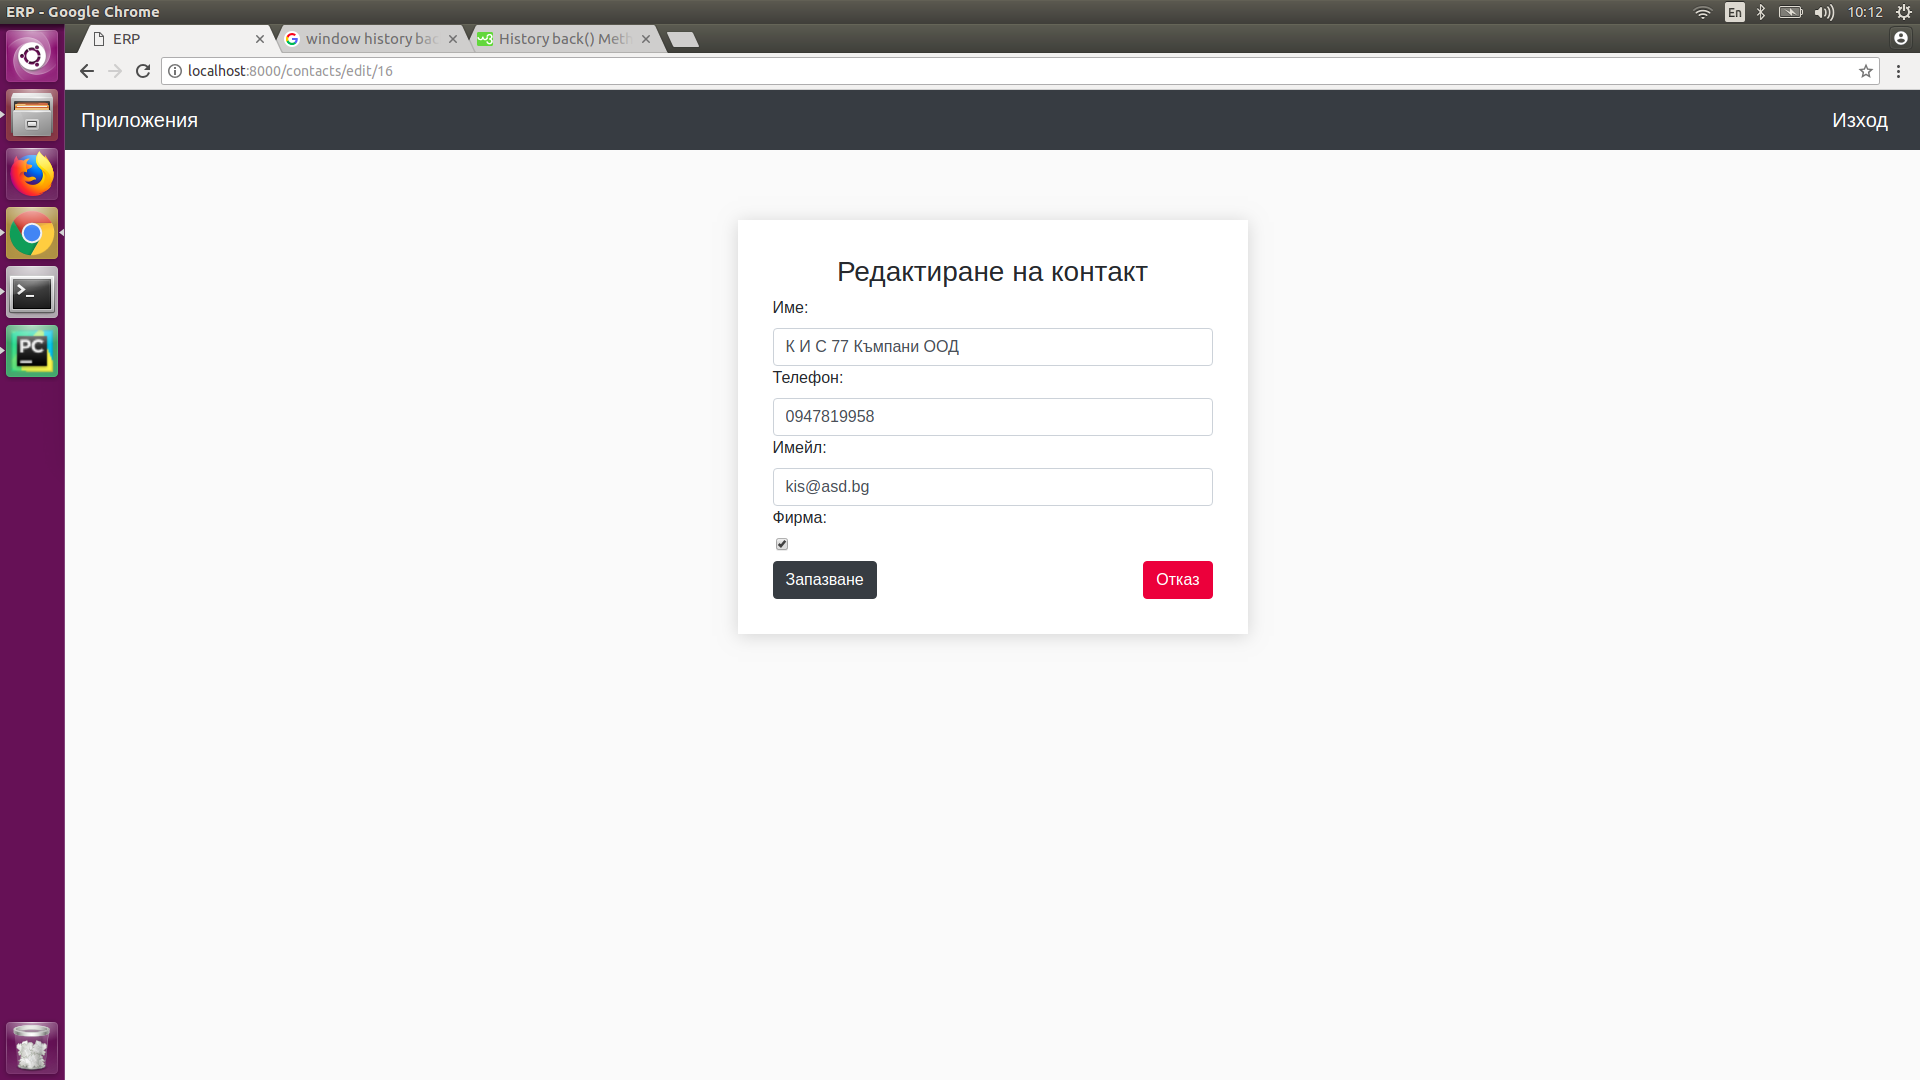 ERP - Google Chrome
En
10:12
ERP
window history bac
History back() Meth
localhost:8000/contacts/edit/16
Приложения
Изход
Редактиране на контакт
Име:
К И С 77 Къмпани ООД
Телефон:
0947819958
Имейл:
kis@asd.bg
Фирма:
Запазване
Отказ
PC